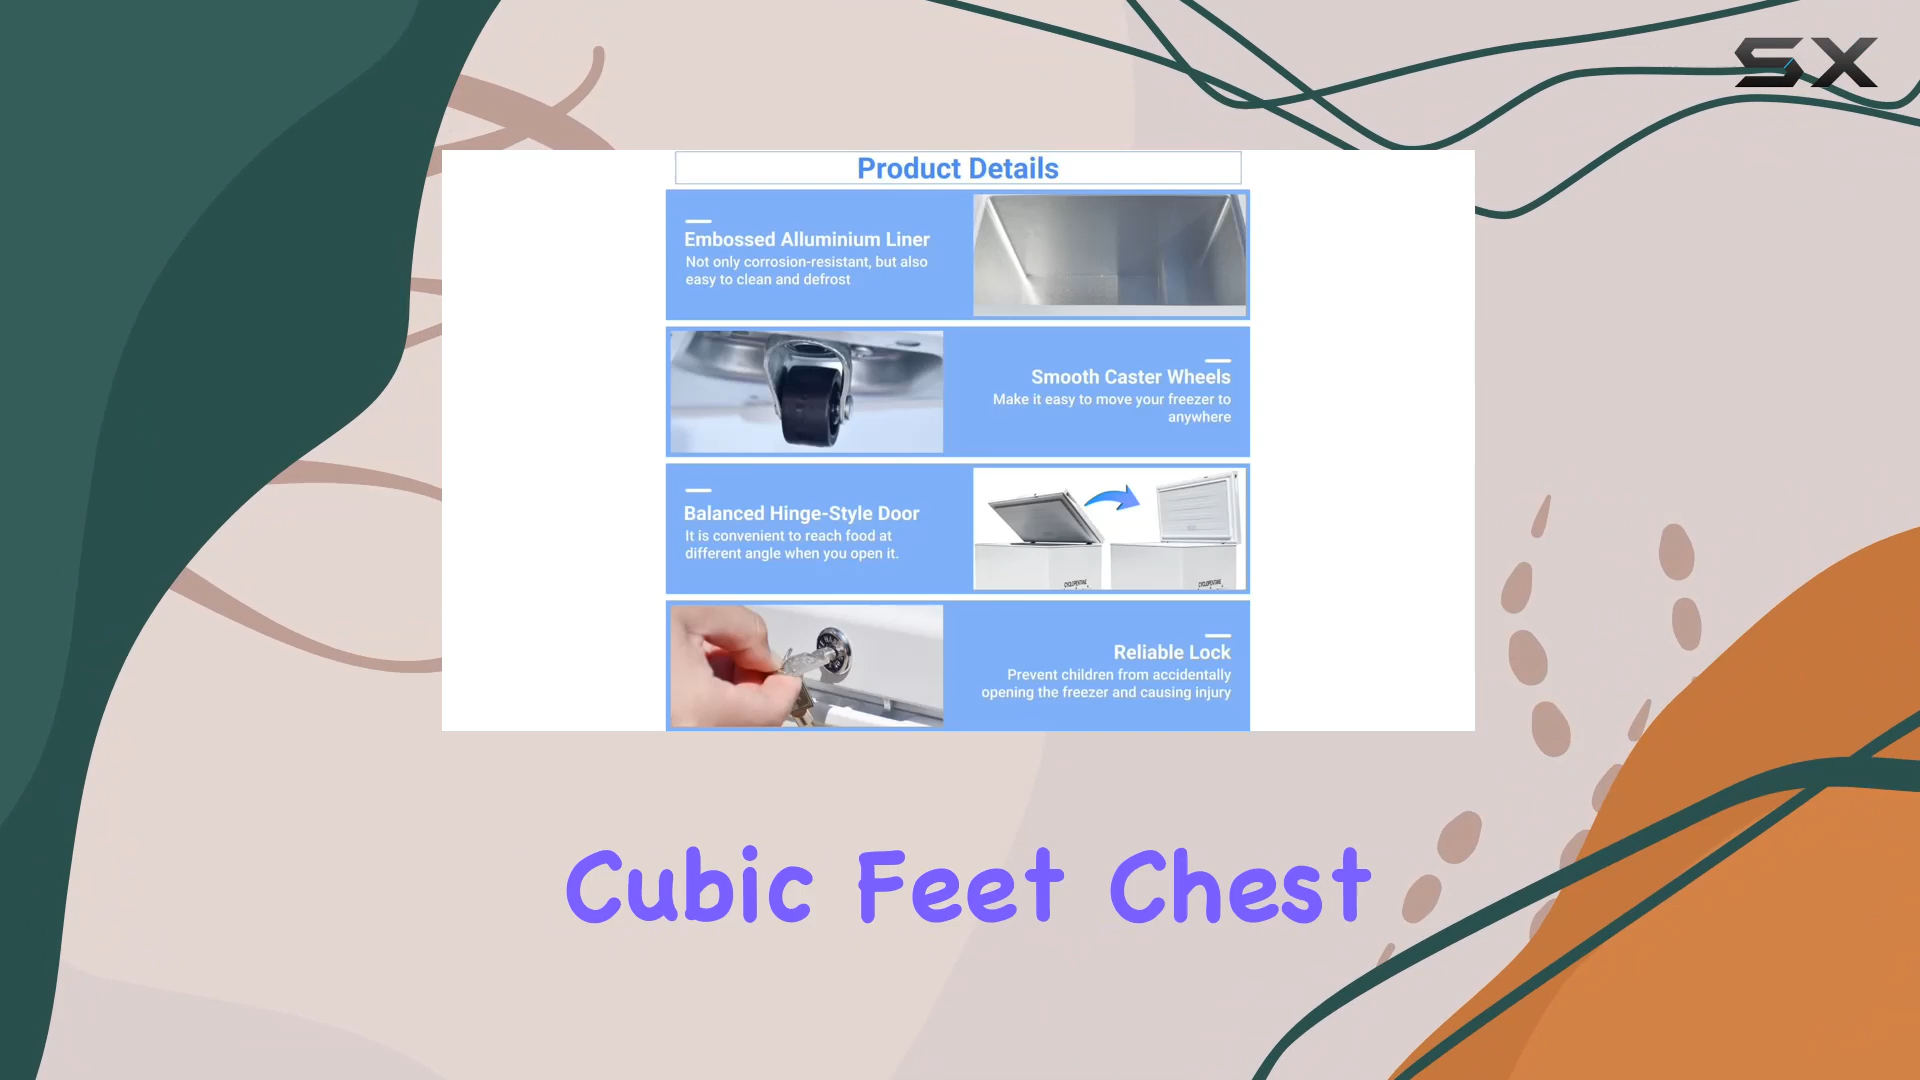 SX
Product Details
Embossed Alluminium Liner
Not only corrosion-resistant, but also
easy to clean and defrost
Smooth Caster Wheels
Make it easy to move your freezer to
anywhere
Balanced Hinge-Style Door
It is convenient to reach food at
different angle when you open it.
CYCLOPENTANE
CYCLOPENTANE
Reliable Lock
Prevent children from accidentally
opening the freezer and causing injury
Cubic Feet Chest